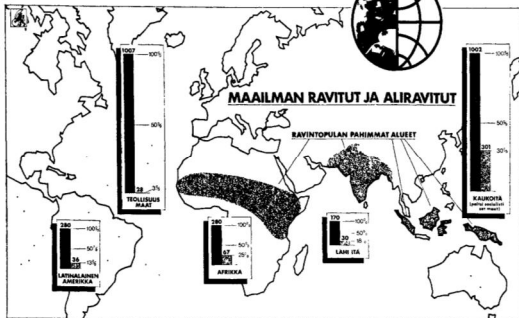 MAAILMAN RAVITUT JA ALIRAVITUT
RAVINTOPULAN PAHIMMAT ALUEET
1007
100%
50%
28
3%
TEOLLISUUS
MAAT
1002
100%
50%
301
30%
KAUKOITÄ
280
100%
50%
36
13%
LATINALAINEN
AMERIKKA
280
100%
50%
67
25%
AFRIKKA
170
100%
50%
30
LÄHI ITÄ